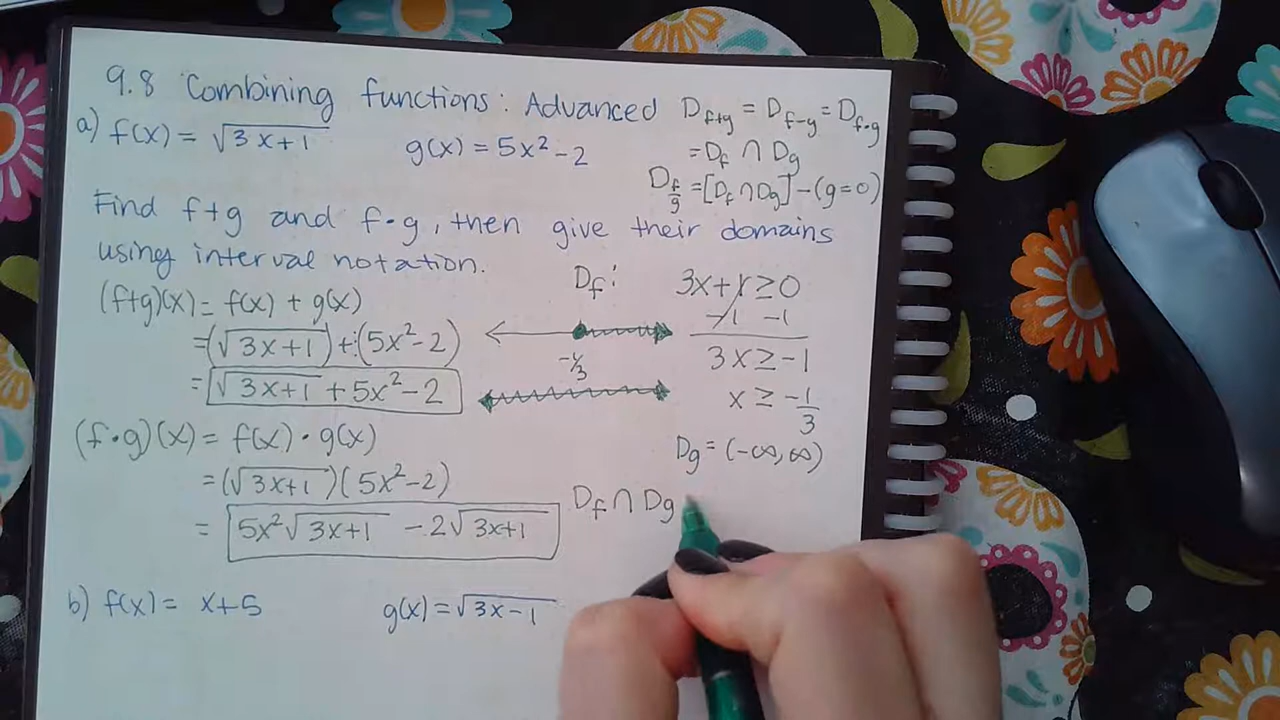 9.8 Combining functions: Advanced
D_{f+g} = D_{f-g} = D_{f•g}
= D_f ∩ D_g
D_{f/g} = [D_f ∩ D_g] - (g=0)
a) f(x) = √(3x+1) g(x) = 5x² - 2
Find f+g and f•g, then give their domains
using interval notation.
(f+g)(x) = f(x) + g(x)
= (√(3x+1)) + (5x² - 2)
= √(3x+1) + 5x² - 2
(f•g)(x) = f(x) • g(x)
= (√(3x+1))(5x² - 2)
= 5x²√(3x+1) - 2√(3x+1)
D_f: 3x+1 ≥ 0
-1 -1
3x ≥ -1
x ≥ -1/3
-1/3
D_g = (-∞, ∞)
D_f ∩ D_g
b) f(x) = x+5 g(x) = √(3x-1)